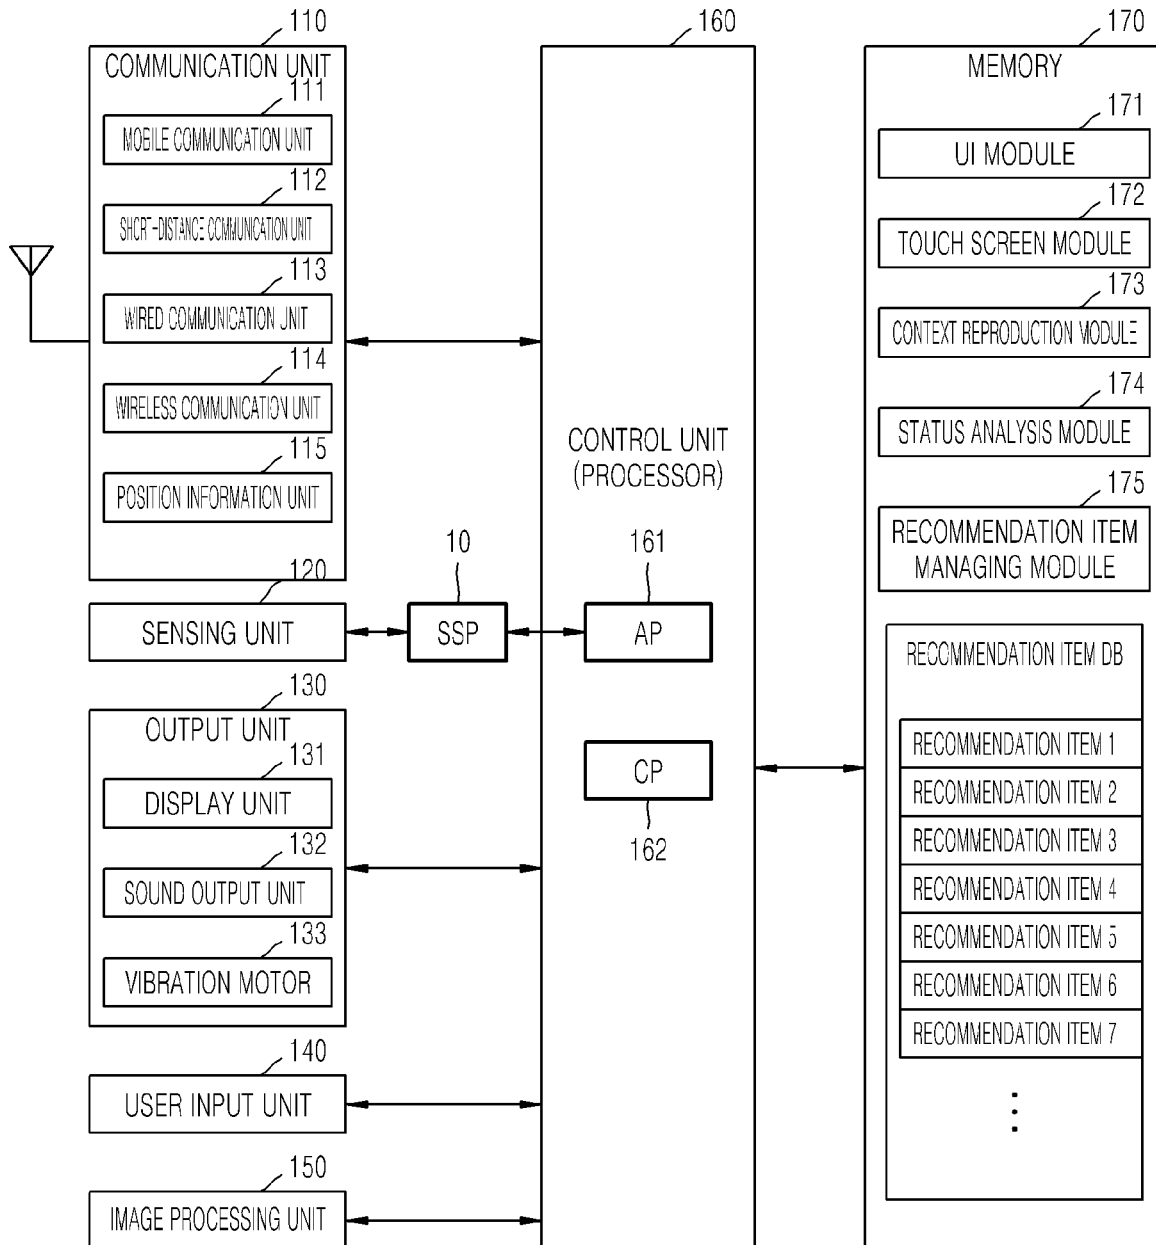 110
COMMUNICATION UNIT
111
MOBILE COMMUNICATION UNIT
112
SHORT-DISTANCE COMMUNICATION UNIT
113
WIRED COMMUNICATION UNIT
114
WIRELESS COMMUNICATION UNIT
115
POSITION INFORMATION UNIT
120
SENSING UNIT
10
SSP
130
OUTPUT UNIT
131
DISPLAY UNIT
132
SOUND OUTPUT UNIT
133
VIBRATION MOTOR
140
USER INPUT UNIT
150
IMAGE PROCESSING UNIT
160
CONTROL UNIT
(PROCESSOR)
161
AP
CP
162
170
MEMORY
171
UI MODULE
172
TOUCH SCREEN MODULE
173
CONTEXT REPRODUCTION MODULE
174
STATUS ANALYSIS MODULE
175
RECOMMENDATION ITEM
MANAGING MODULE
RECOMMENDATION ITEM DB
RECOMMENDATION ITEM 1
RECOMMENDATION ITEM 2
RECOMMENDATION ITEM 3
RECOMMENDATION ITEM 4
RECOMMENDATION ITEM 5
RECOMMENDATION ITEM 6
RECOMMENDATION ITEM 7